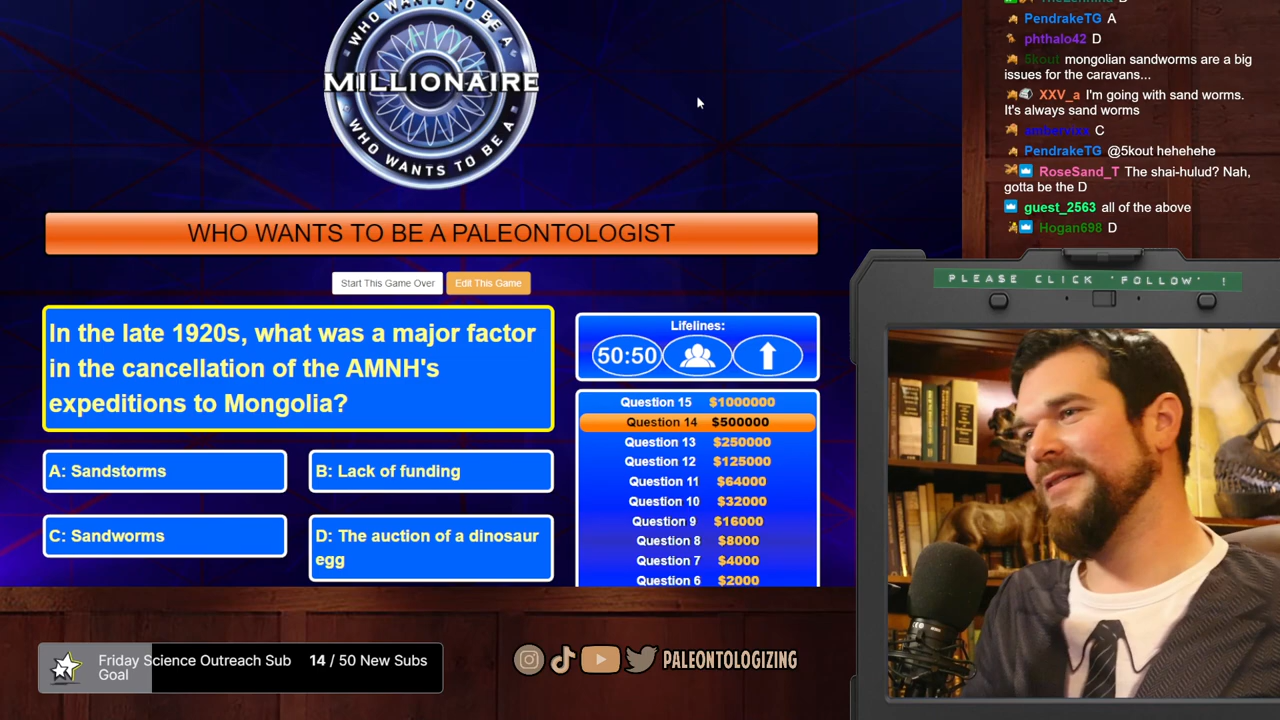 WHO WANTS TO BE A
MILLIONAIRE
WHO WANTS TO BE A
WHO WANTS TO BE A PALEONTOLOGIST
Start This Game Over
Edit This Game
In the late 1920s, what was a major factor
in the cancellation of the AMNH's
expeditions to Mongolia?
A: Sandstorms
B: Lack of funding
C: Sandworms
D: The auction of a dinosaur
egg
Lifelines:
50:50
Question 15 $1000000
Question 14 $500000
Question 13 $250000
Question 12 $125000
Question 11 $64000
Question 10 $32000
Question 9 $16000
Question 8 $8000
Question 7 $4000
Question 6 $2000
PendrakeTG A
phthalo42 D
5kout mongolian sandworms are a big
issues for the caravans...
XXV_a I'm going with sand worms.
It's always sand worms
ambervixx C
PendrakeTG @5kout hehehehe
RoseSand_T The shai-hulud? Nah,
gotta be the D
guest_2563 all of the above
Hogan698 D
PLEASE CLICK 'FOLLOW' !
Friday Science Outreach Sub
Goal
14 / 50 New Subs
PALEONTOLOGIZING